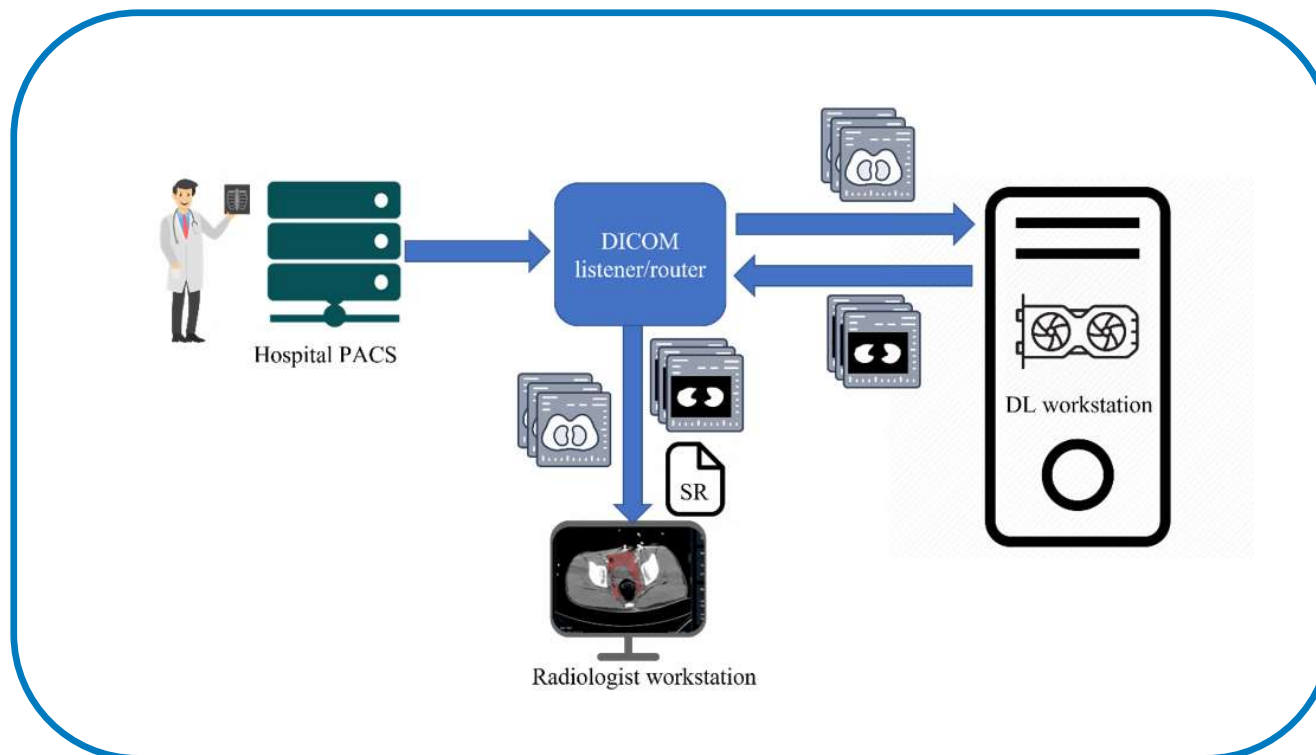 DICOM
listener/router
Hospital PACS
DL workstation
SR
Radiologist workstation